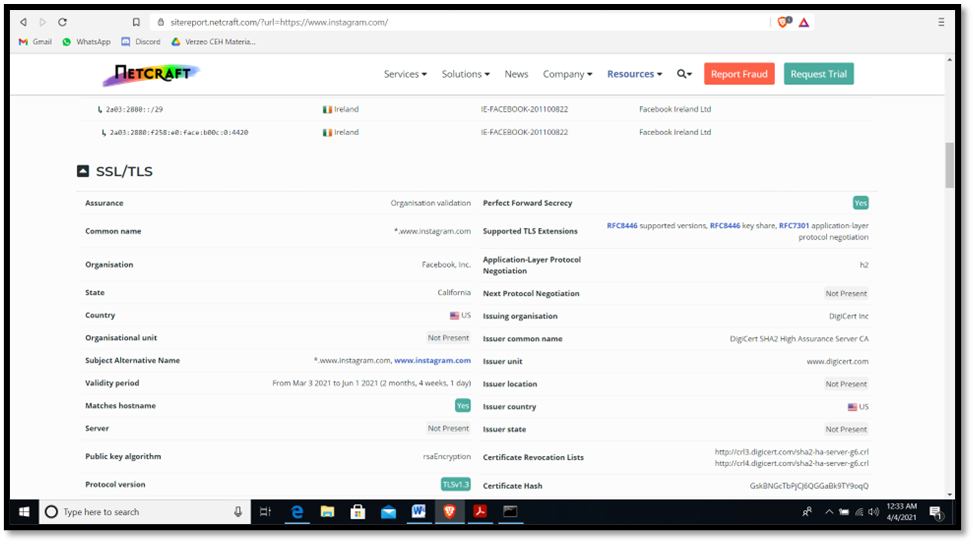 sitereport.netcraft.com/?url=https://www.instagram.com/
Gmail WhatsApp Discord Verzeo CEH Materia...
NETCRAFT Services Solutions News Company Resources Report Fraud Request Trial
2a03:2880::/29 Ireland IE-FACEBOOK-201100822 Facebook Ireland Ltd
2a03:2880:f258:e0:face:b00c:0:4420 Ireland IE-FACEBOOK-201100822 Facebook Ireland Ltd
SSL/TLS
Assurance Organisation validation
Common name *.www.instagram.com
Organisation Facebook, Inc.
State California
Country US
Organisational unit Not Present
Subject Alternative Name *.www.instagram.com, www.instagram.com
Validity period From Mar 3 2021 to Jun 1 2021 (2 months, 4 weeks, 1 day)
Matches hostname Yes
Server Not Present
Public key algorithm rsaEncryption
Protocol version TLSv1.3
Perfect Forward Secrecy Yes
Supported TLS Extensions RFC8446 supported versions, RFC8446 key share, RFC7301 application-layer
protocol negotiation
Application-Layer Protocol
Negotiation h2
Next Protocol Negotiation Not Present
Issuing organisation DigiCert Inc
Issuer common name DigiCert SHA2 High Assurance Server CA
Issuer unit www.digicert.com
Issuer location Not Present
Issuer country US
Issuer state Not Present
Certificate Revocation Lists http://crl3.digicert.com/sha2-ha-server-g6.crl
http://crl4.digicert.com/sha2-ha-server-g6.crl
Certificate Hash GskBNGcTbPjCJ6QGGaBk9TY9oqQ
Type here to search
12:33 AM
4/4/2021